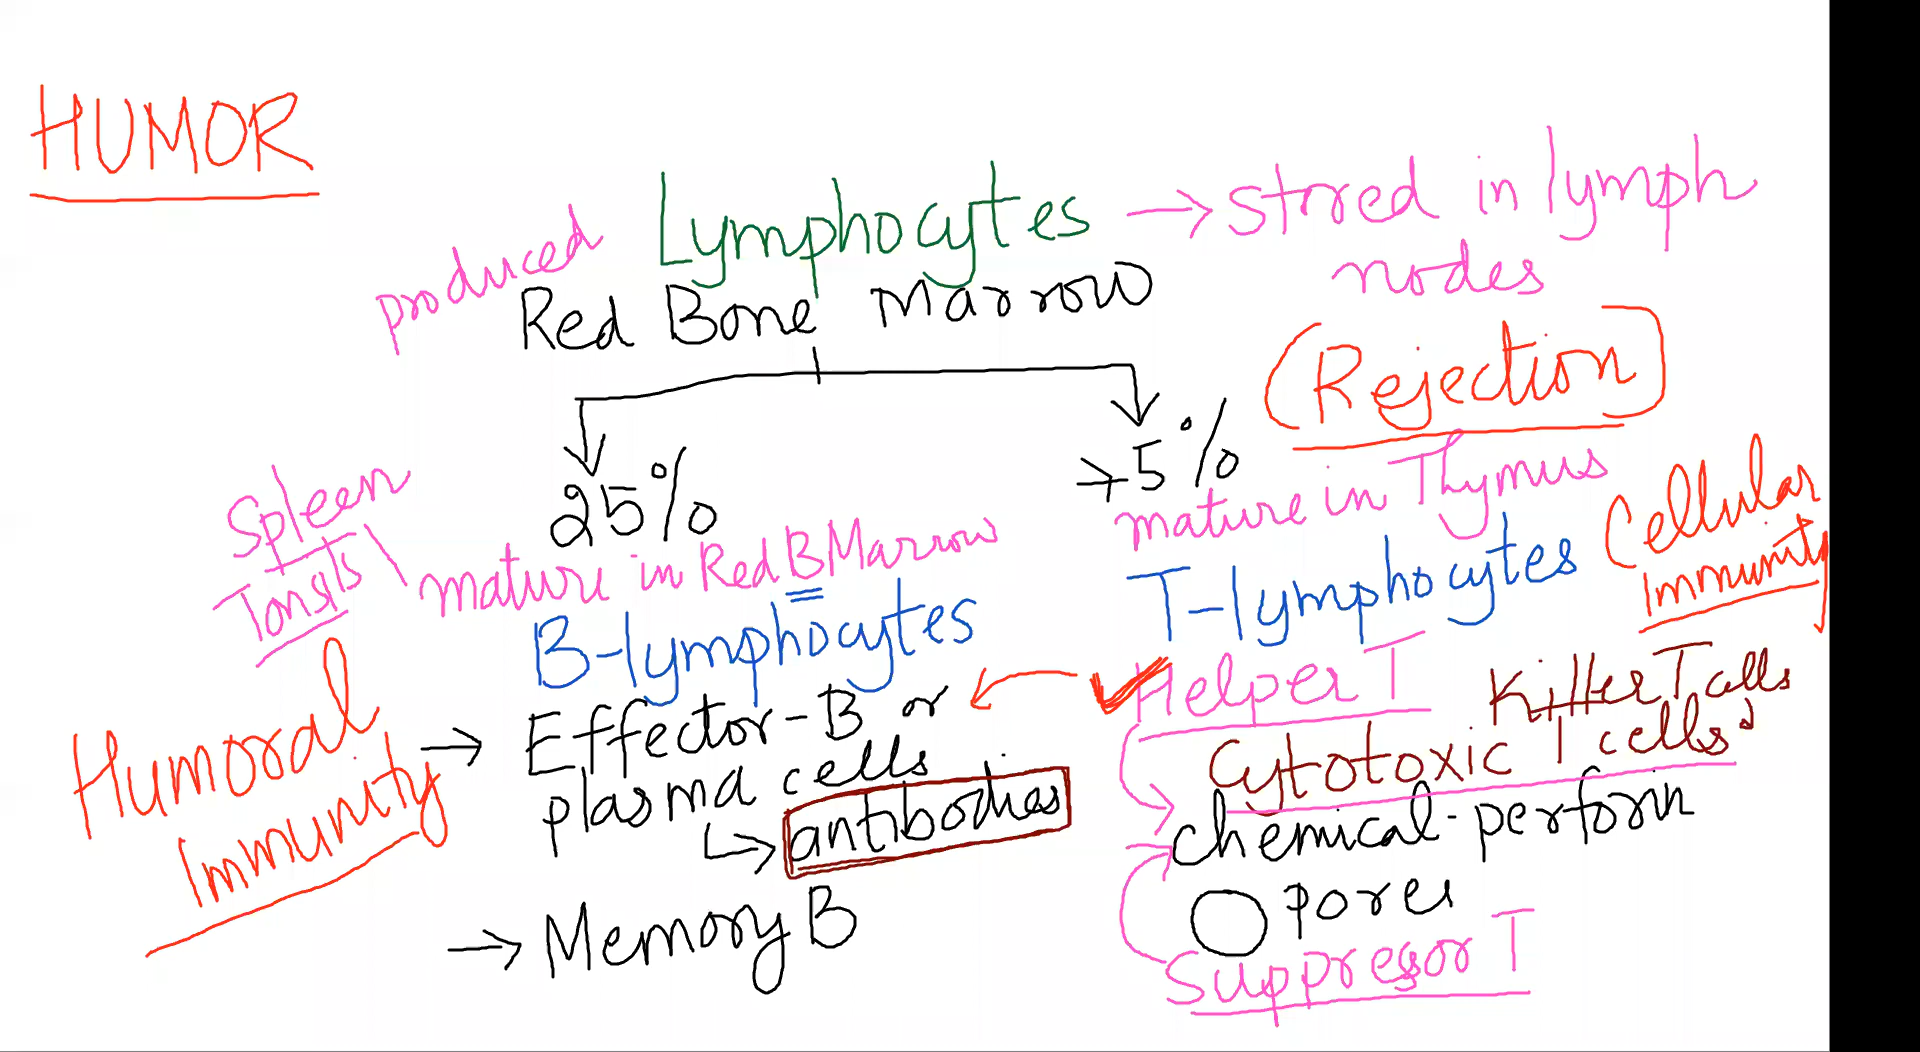 HUMOR
produced
Lymphocytes → stored in lymph
nodes
Red Bone Marrow
(Rejection)
25%
→5%
mature in Thymus
Cellular
immunity
Spleen
Tonsils
mature in Red B Marrow
B-lymphocytes
T-lymphocytes
Humoral
immunity
→ Effector-B or
plasma cells
↳ antibodies
→ Memory B
✓ Helper T
Killer T cells
Cytotoxic T cells
chemical-perforin
pores
Suppressor T